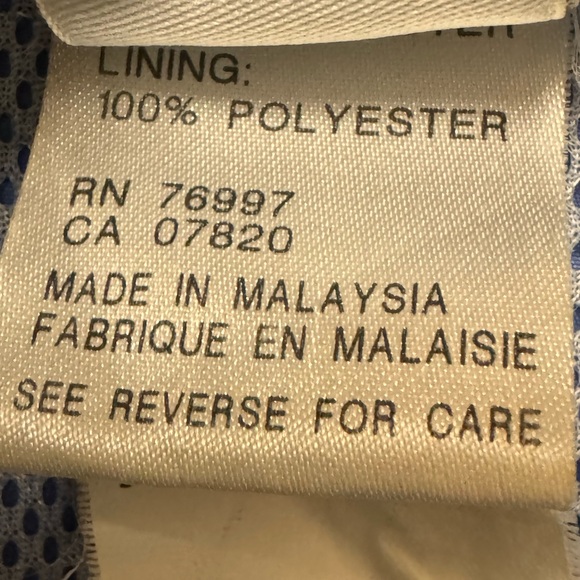 LINING:
100% POLYESTER
RN 76997
CA 07820
MADE IN MALAYSIA
FABRIQUE EN MALAISIE
SEE REVERSE FOR CARE